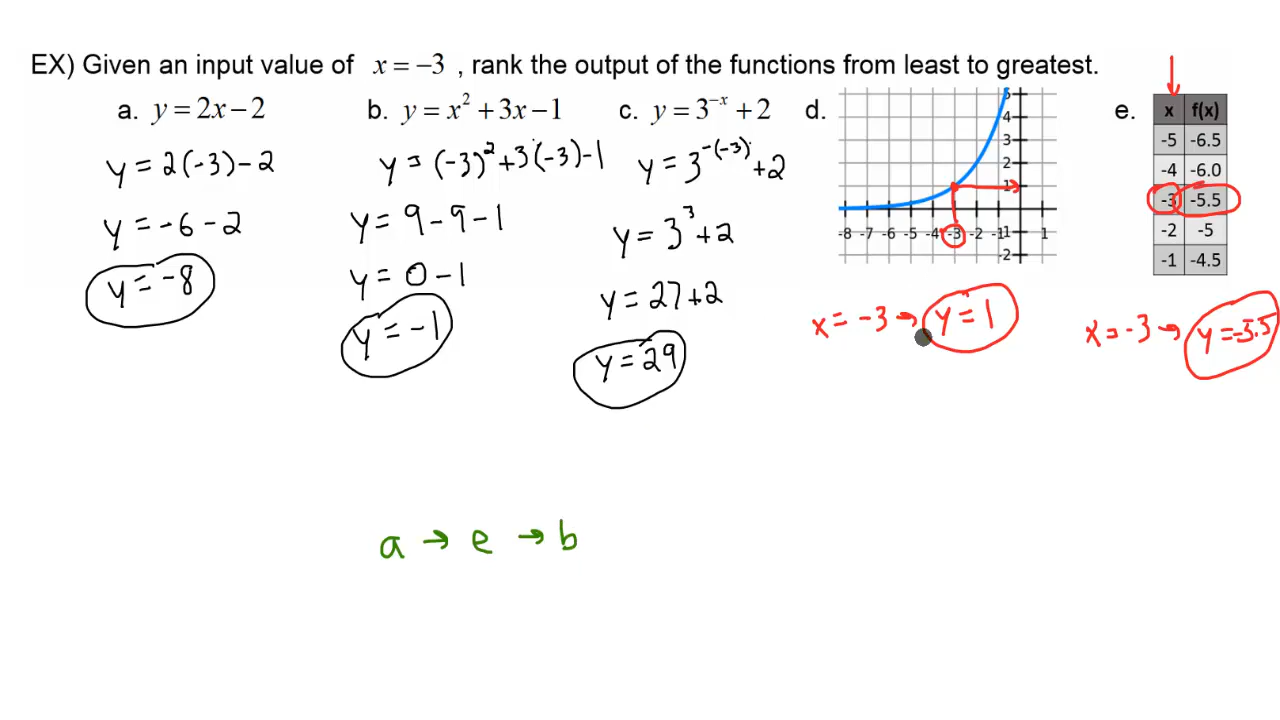 EX) Given an input value of x = −3 , rank the output of the functions from least to greatest.
a. y = 2x − 2
y = 2(-3) - 2
y = -6 - 2
y = -8
b. y = x² + 3x − 1
y = (-3)² + 3(-3) - 1
y = 9 - 9 - 1
y = 0 - 1
y = -1
c. y = 3⁻ˣ + 2
y = 3^-(-3) + 2
y = 3³ + 2
y = 27 + 2
y = 29
d.
5
4
3
2
1
-8 -7 -6 -5 -4 -3 -2 -1 1
-1
-2
x = -3 → y = 1
e.
x f(x)
-5 -6.5
-4 -6.0
-3 -5.5
-2 -5
-1 -4.5
x = -3 → y = -5.5
a → e → b